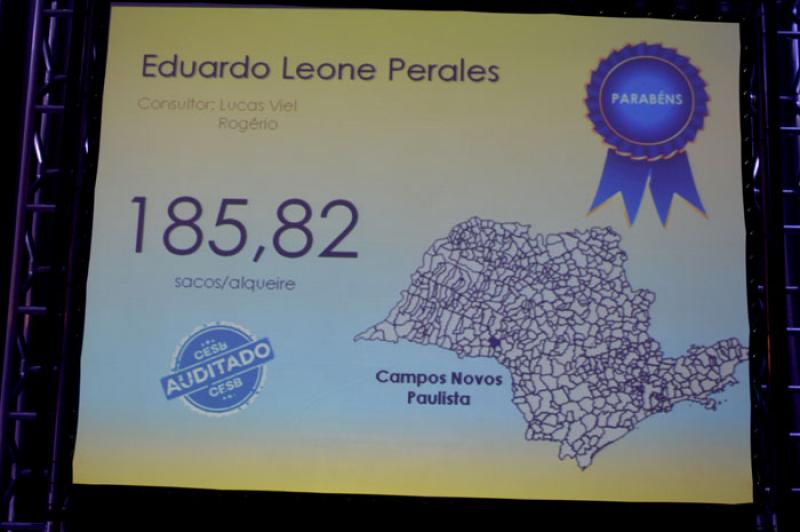 Eduardo Leone Perales
Consultor: Lucas Viel
Rogério
PARABÉNS
185,82
sacos/alqueire
CESB
AUDITADO
CESB
Campos Novos
Paulista